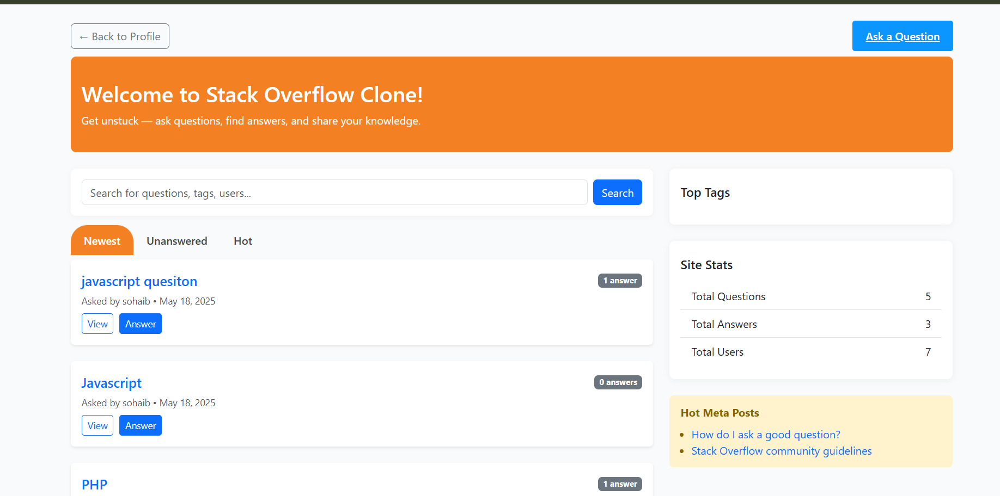 ← Back to Profile
Ask a Question
Welcome to Stack Overflow Clone!
Get unstuck — ask questions, find answers, and share your knowledge.
Search for questions, tags, users...
Search
Newest
Unanswered
Hot
javascript quesiton
1 answer
Asked by sohaib • May 18, 2025
View
Answer
Javascript
0 answers
Asked by sohaib • May 18, 2025
View
Answer
PHP
1 answer
Top Tags
Site Stats
Total Questions 5
Total Answers 3
Total Users 7
Hot Meta Posts
• How do I ask a good question?
• Stack Overflow community guidelines